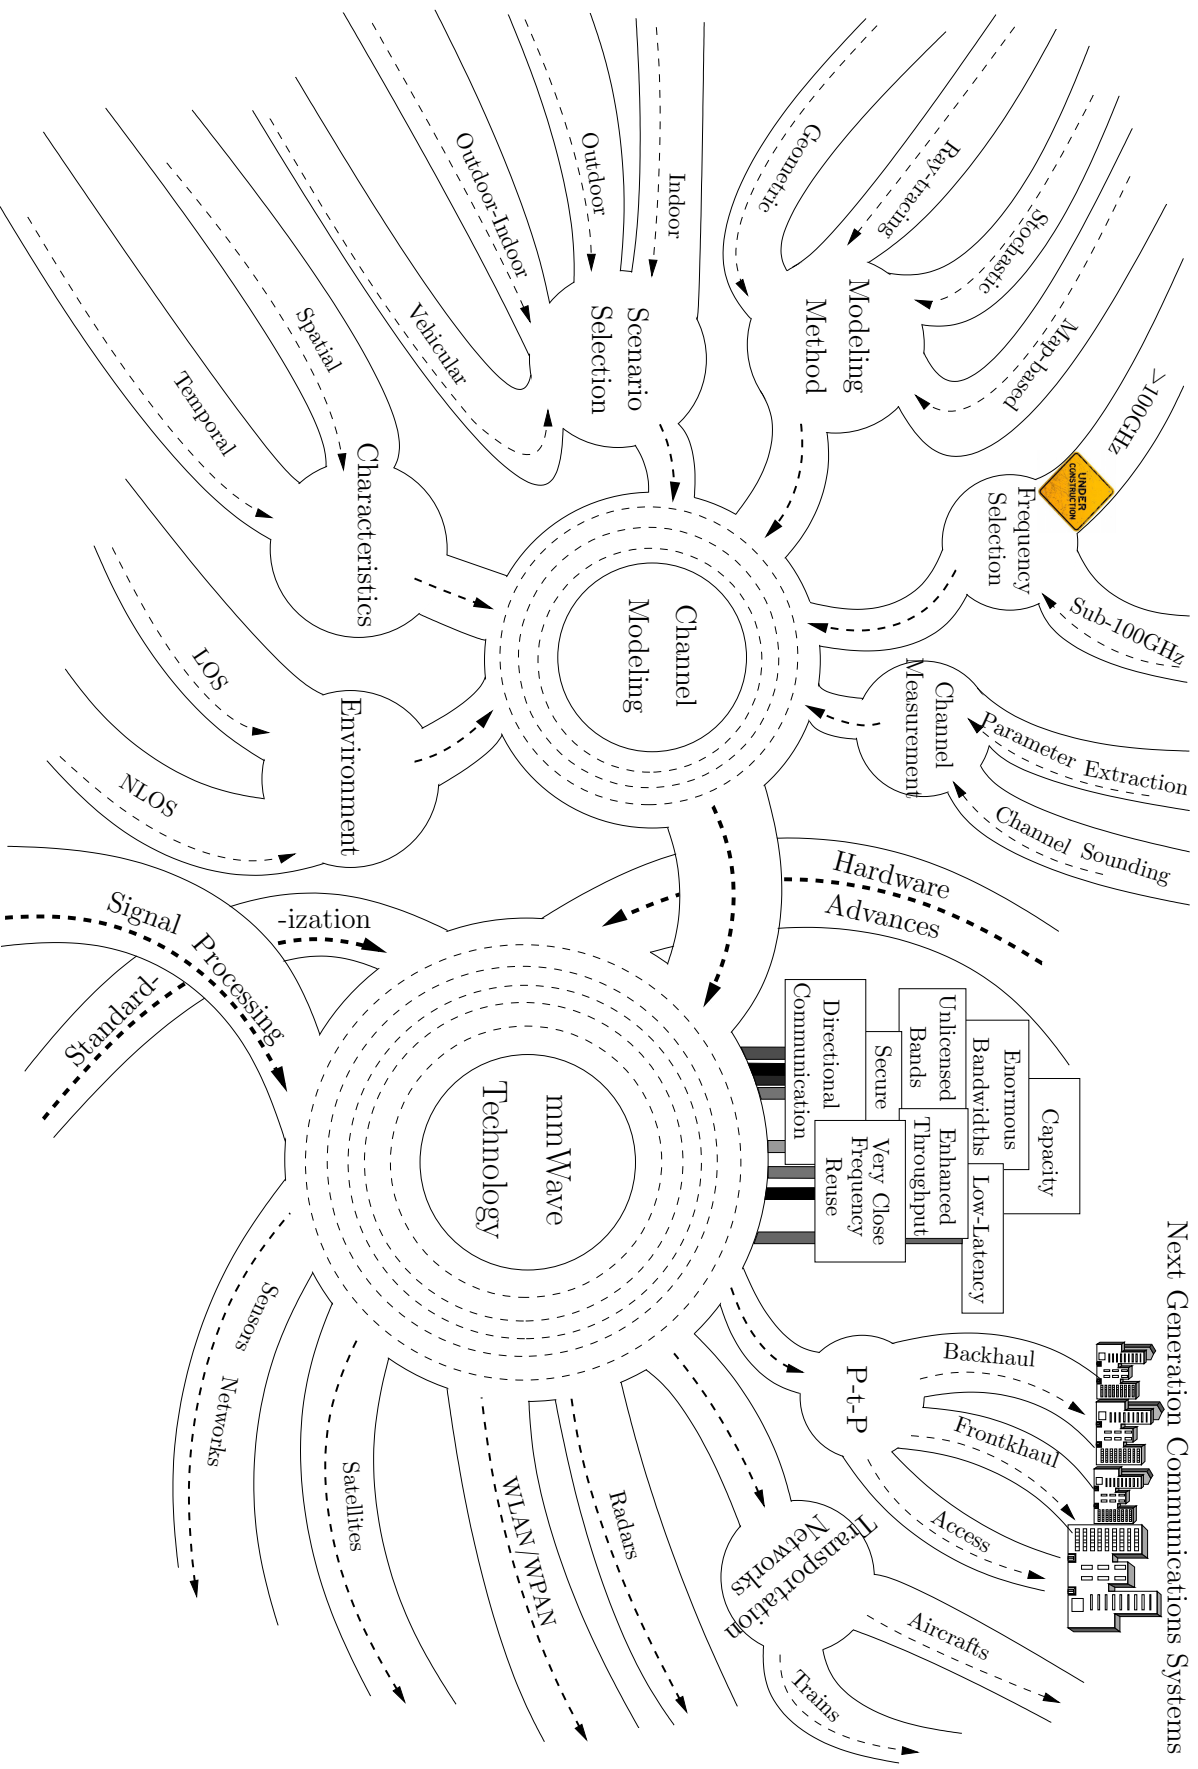 Next Generation Communications Systems
>100GHz
UNDER
CONSTRUCTION
Sub-100GHz
Parameter Extraction
Channel Sounding
Map-based
Stochastic
Ray-tracing
Geometric
Modeling
Method
Frequency
Selection
Channel
Measurement
Indoor
Outdoor
Outdoor-Indoor
Vehicular
Scenario
Selection
Spatial
Temporal
Characteristics
LOS
NLOS
Environment
Channel
Modeling
Hardware
Advances
-ization
Standard-
Signal Processing
Capacity
Enormous
Bandwidths
Low-Latency
Unlicensed
Bands
Enhanced
Throughput
Secure
Very Close
Frequency
Reuse
Directional
Communication
mmWave
Technology
P-t-P
Backhaul
Frontkhaul
Access
Transportation
Networks
Aircrafts
Trains
Radars
WLAN/WPAN
Satellites
Sensors Networks